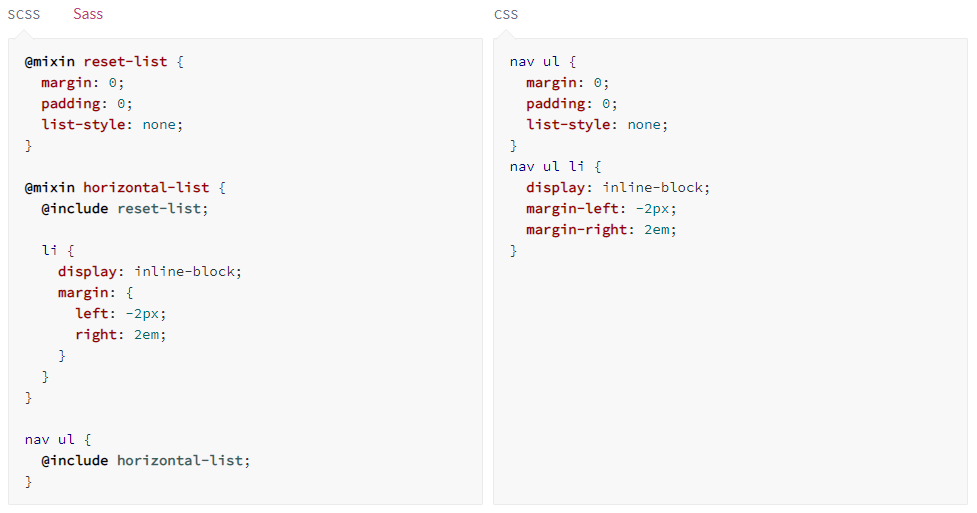 SCSS Sass
@mixin reset-list {
  margin: 0;
  padding: 0;
  list-style: none;
}

@mixin horizontal-list {
  @include reset-list;

  li {
    display: inline-block;
    margin: {
      left: -2px;
      right: 2em;
    }
  }
}

nav ul {
  @include horizontal-list;
}
CSS
nav ul {
  margin: 0;
  padding: 0;
  list-style: none;
}
nav ul li {
  display: inline-block;
  margin-left: -2px;
  margin-right: 2em;
}